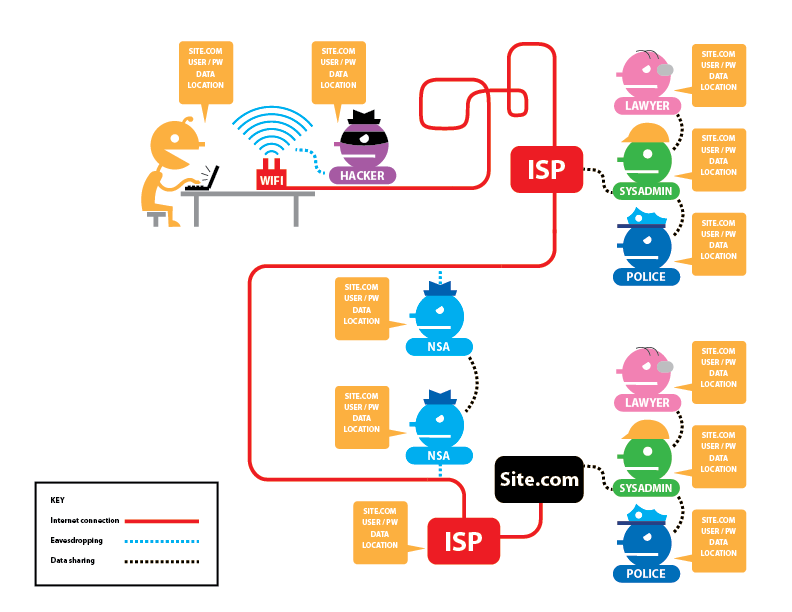 SITE.COM
USER / PW
DATA
LOCATION
SITE.COM
USER / PW
DATA
LOCATION
WIFI
HACKER
ISP
SITE.COM
USER / PW
DATA
LOCATION
LAWYER
SITE.COM
USER / PW
DATA
LOCATION
SYSADMIN
SITE.COM
USER / PW
DATA
LOCATION
POLICE
SITE.COM
USER / PW
DATA
LOCATION
NSA
SITE.COM
USER / PW
DATA
LOCATION
NSA
SITE.COM
USER / PW
DATA
LOCATION
ISP
Site.com
SITE.COM
USER / PW
DATA
LOCATION
LAWYER
SITE.COM
USER / PW
DATA
LOCATION
SYSADMIN
SITE.COM
USER / PW
DATA
LOCATION
POLICE
KEY
Internet connection
Eavesdropping
Data sharing